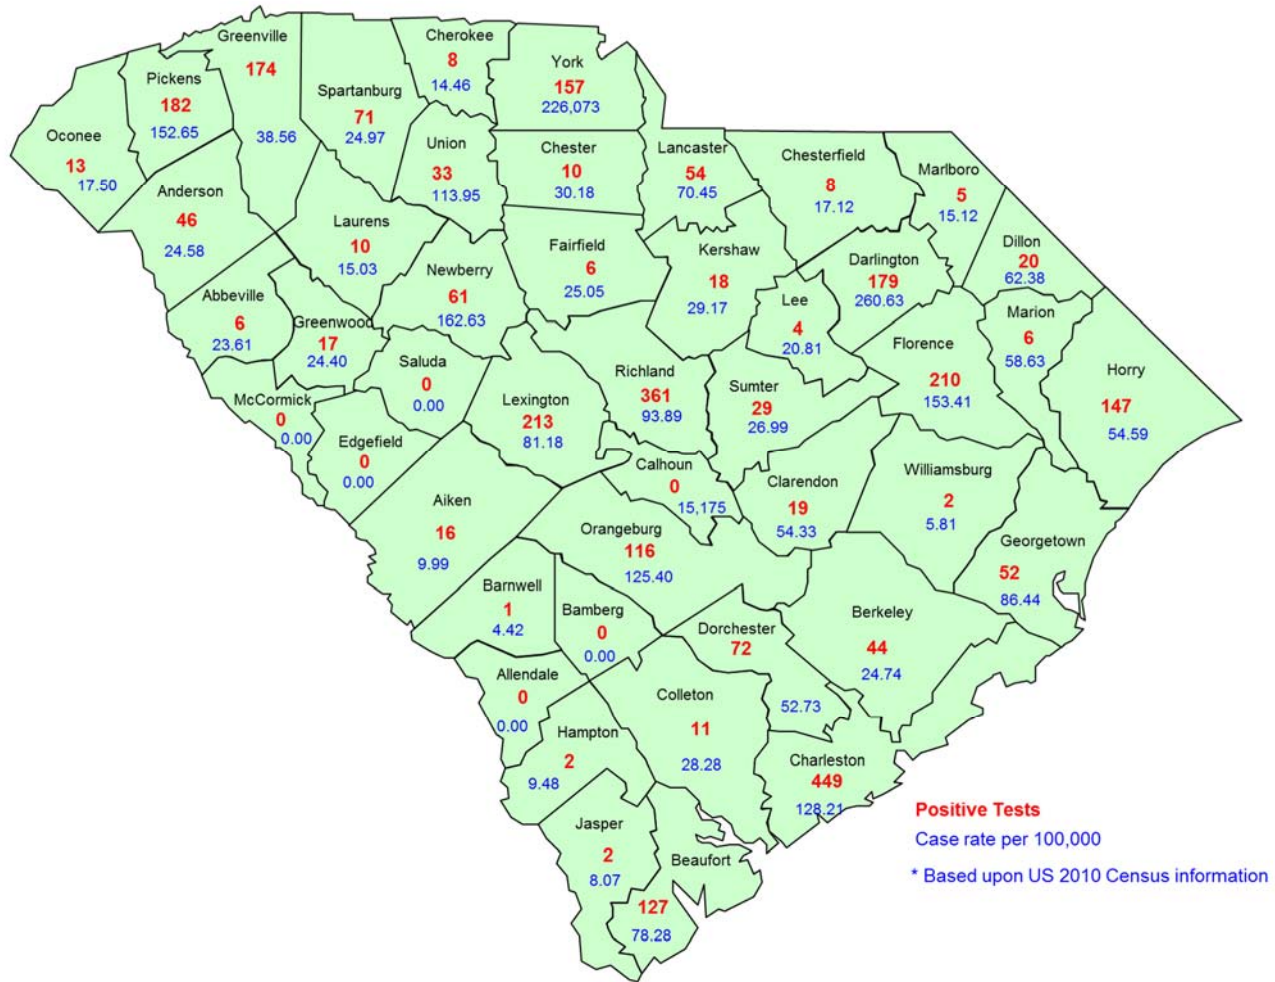 Greenville
174
38.56
Cherokee
8
14.46
York
157
226,073
Pickens
182
152.65
Spartanburg
71
24.97
Oconee
13
17.50
Union
33
113.95
Chester
10
30.18
Lancaster
54
70.45
Chesterfield
8
17.12
Marlboro
5
15.12
Anderson
46
24.58
Laurens
10
15.03
Newberry
61
162.63
Fairfield
6
25.05
Kershaw
18
29.17
Darlington
179
260.63
Dillon
20
62.38
Abbeville
6
23.61
Greenwood
17
24.40
Saluda
0
0.00
Lee
4
20.81
Florence
210
153.41
Marion
6
58.63
Horry
147
54.59
McCormick
0
0.00
Edgefield
0
0.00
Lexington
213
81.18
Richland
361
93.89
Sumter
29
26.99
Calhoun
0
15,175
Clarendon
19
54.33
Williamsburg
2
5.81
Georgetown
52
86.44
Aiken
16
9.99
Orangeburg
116
125.40
Barnwell
1
4.42
Bamberg
0
0.00
Dorchester
72
52.73
Berkeley
44
24.74
Allendale
0
0.00
Hampton
2
9.48
Colleton
11
28.28
Charleston
449
128.21
Jasper
2
8.07
Beaufort
127
78.28
Positive Tests
Case rate per 100,000
* Based upon US 2010 Census information